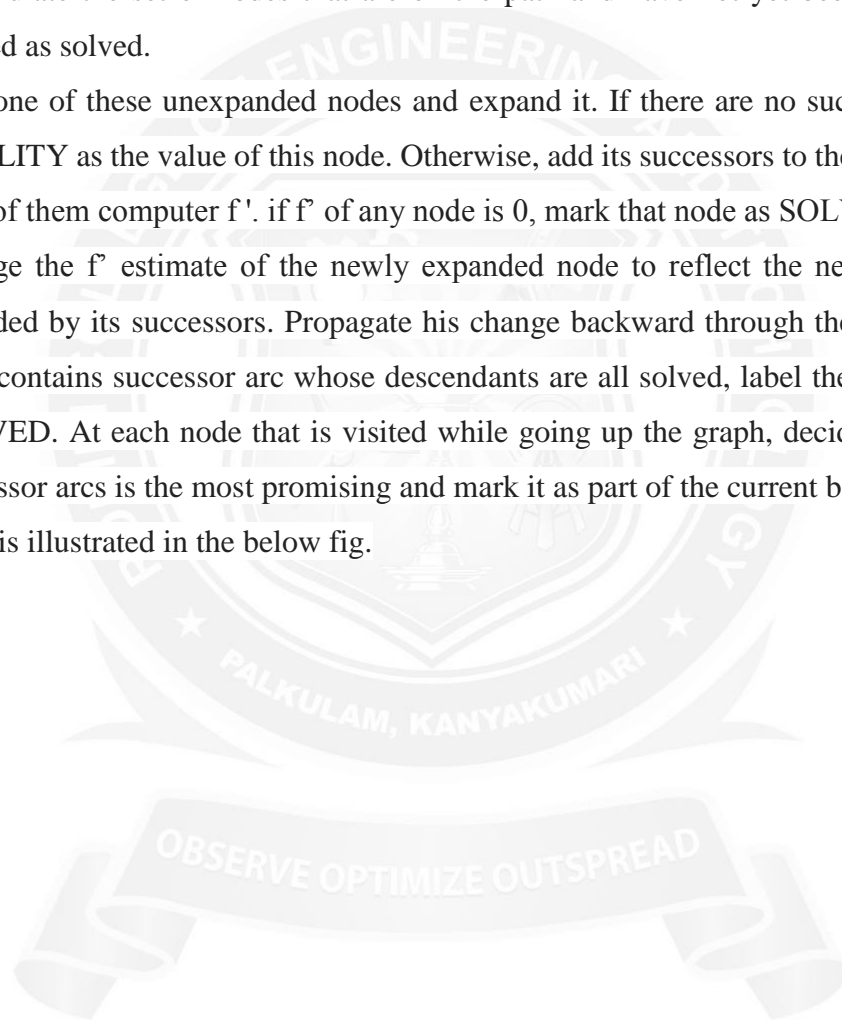 ed as solved.
one of these unexpanded nodes and expand it. If there are no suc
LITY as the value of this node. Otherwise, add its successors to the
of them computer f '. if f’ of any node is 0, mark that node as SOLV
ge the f’ estimate of the newly expanded node to reflect the ne
ded by its successors. Propagate his change backward through the
contains successor arc whose descendants are all solved, label the
VED. At each node that is visited while going up the graph, decid
ssor arcs is the most promising and mark it as part of the current b
is illustrated in the below fig.
ENGINEERING AND
PALKULAM, KANYAKUMARI
OBSERVE OPTIMIZE OUTSPREAD